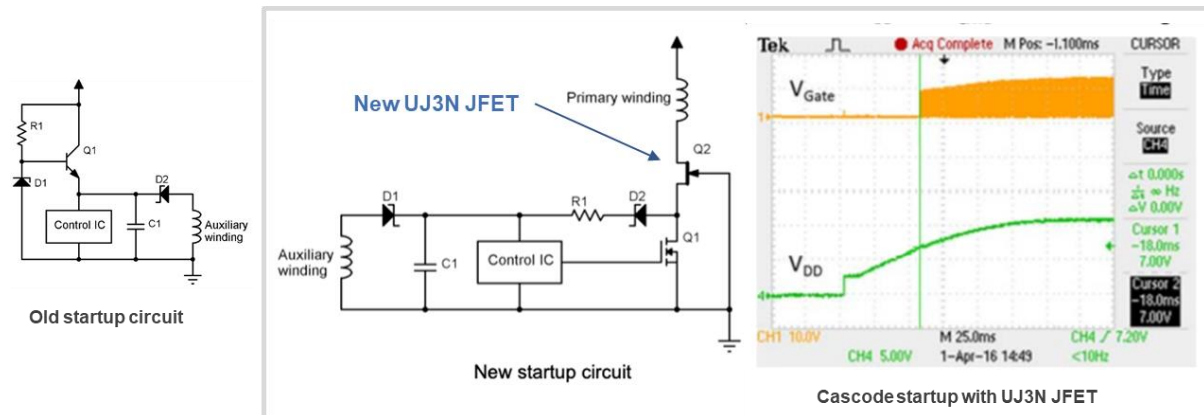 R1
Q1
D1
D2
Control IC
C1
Auxiliary
winding
Old startup circuit
New UJ3N JFET
Primary winding
Q2
D1
R1
D2
Q1
Auxiliary
winding
C1
Control IC
New startup circuit
Tek
Acq Complete
M Pos: -1.100ms
CURSOR
Type
Time
Source
CH4
Δt 0.000s
1/Δt ∞ Hz
ΔV 0.00V
Cursor 1
-18.0ms
7.00V
Cursor 2
-18.0ms
7.00V
VGate
1
VDD
4
CH1 10.0V
M 25.0ms
CH4 / 7.20V
CH4 5.00V
1-Apr-16 14:49
<10Hz
Cascode startup with UJ3N JFET